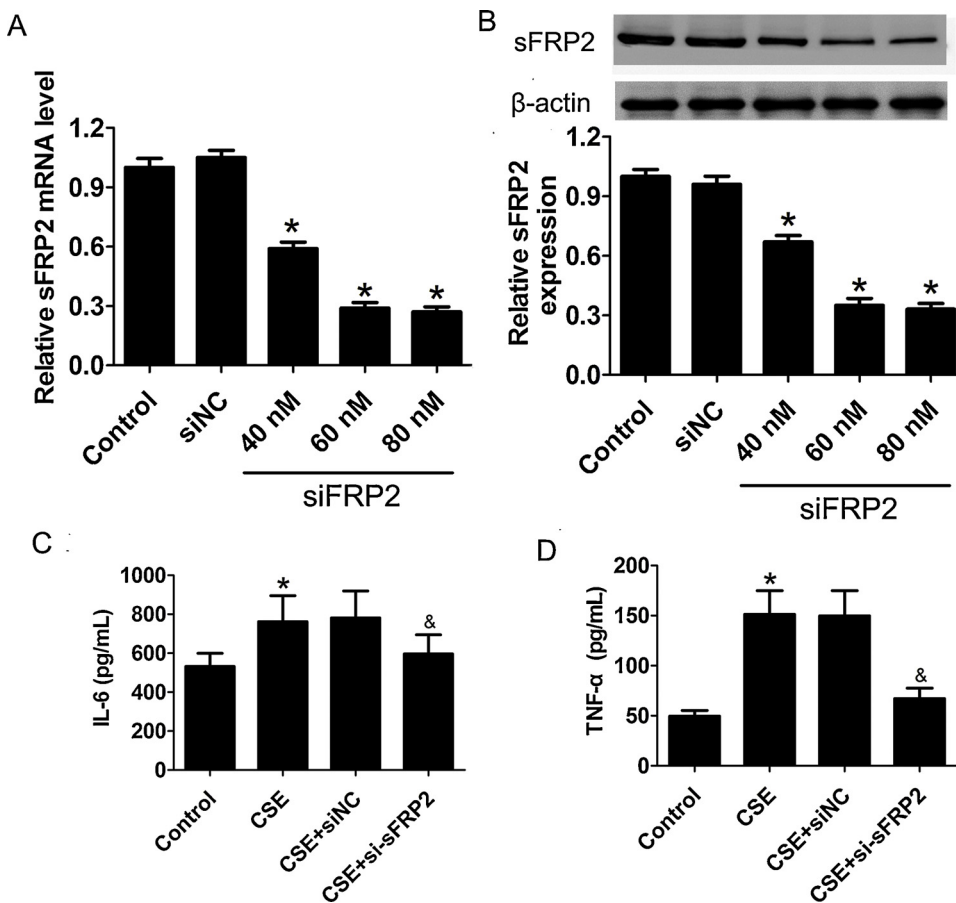 A
Relative sFRP2 mRNA level
1.2
0.9
0.6
0.3
0.0
*
*
*
Control
siNC
40 nM
60 nM
80 nM
siFRP2
B
sFRP2
β-actin
Relative sFRP2
expression
1.2
0.9
0.6
0.3
0.0
*
*
*
Control
siNC
40 nM
60 nM
80 nM
siFRP2
C
IL-6 (pg/mL)
1000
800
600
400
200
0
*
&
Control
CSE
CSE+siNC
CSE+si-sFRP2
D
TNF-α (pg/mL)
200
150
100
50
0
*
&
Control
CSE
CSE+siNC
CSE+si-sFRP2